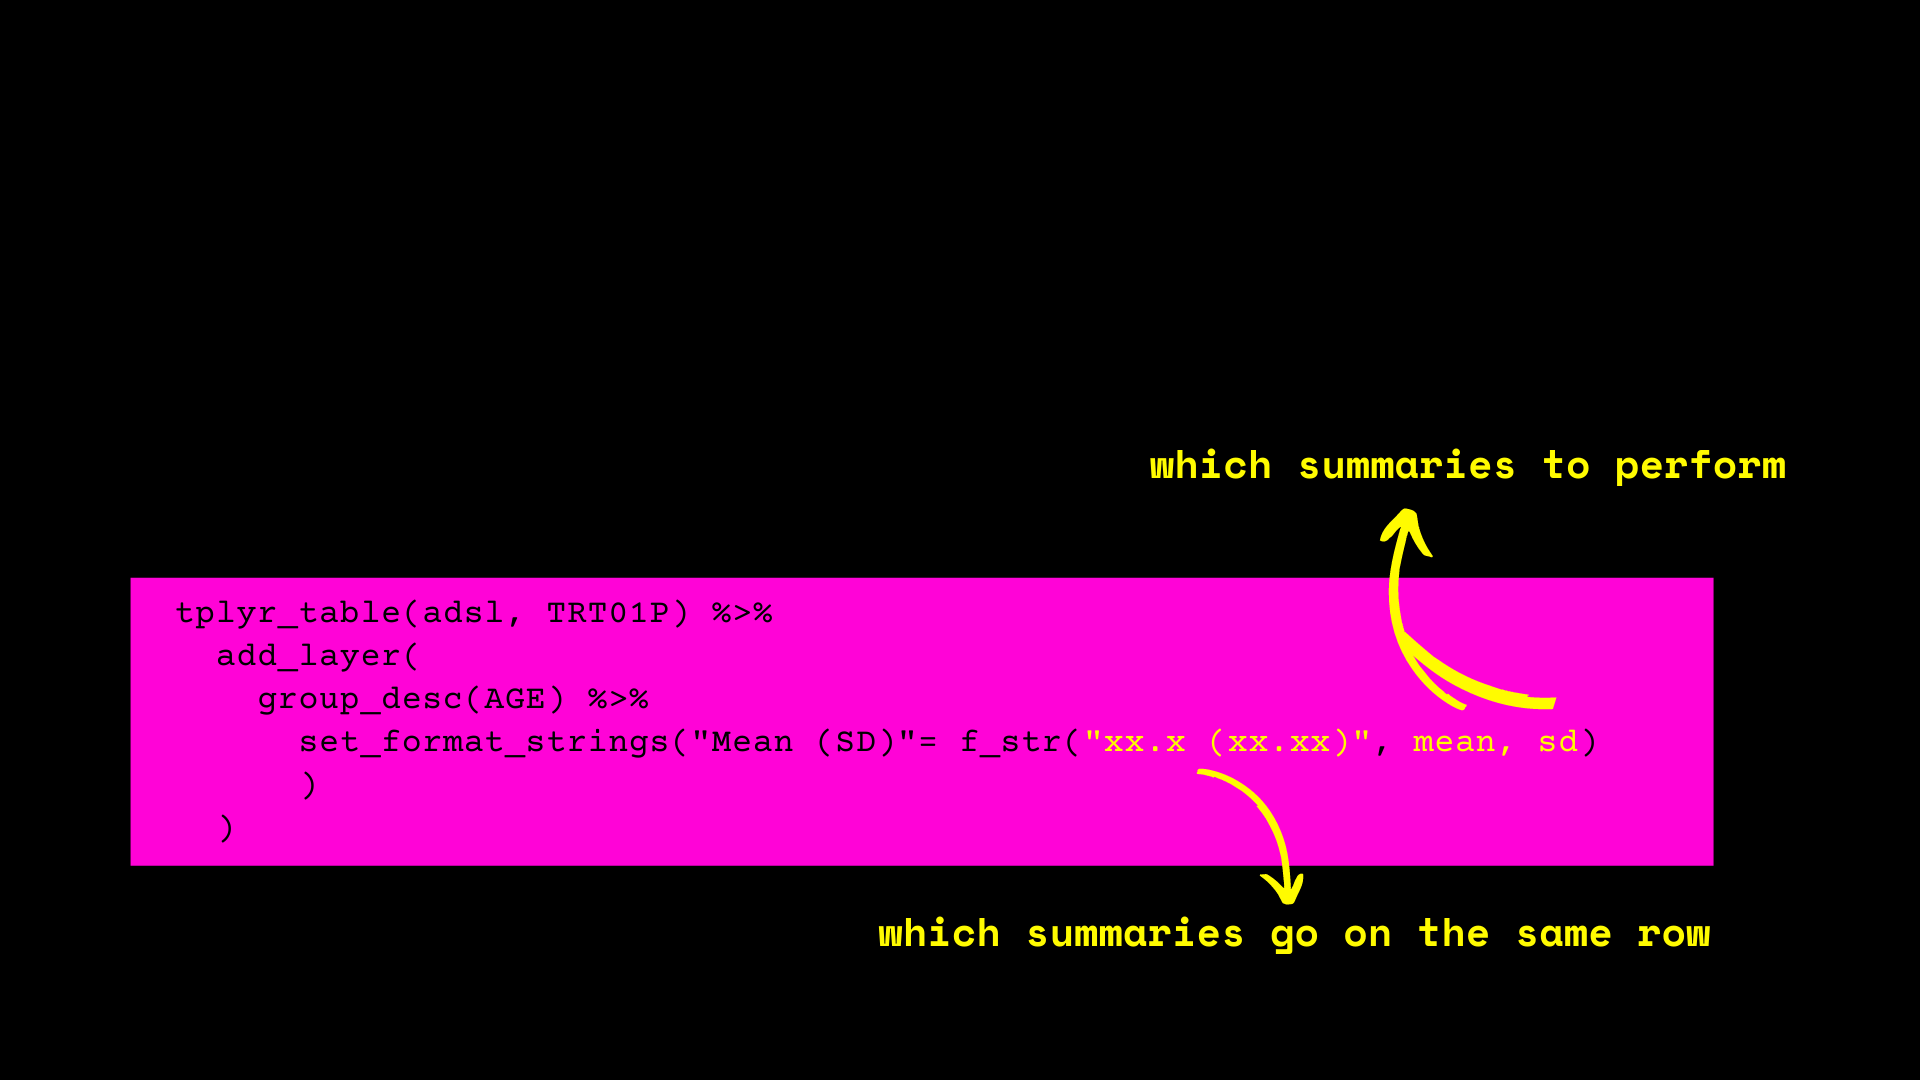 which summaries to perform
tplyr_table(adsl, TRT01P) %>%
  add_layer(
    group_desc(AGE) %>%
      set_format_strings("Mean (SD)"= f_str("xx.x (xx.xx)", mean, sd)
      )
  )
which summaries go on the same row